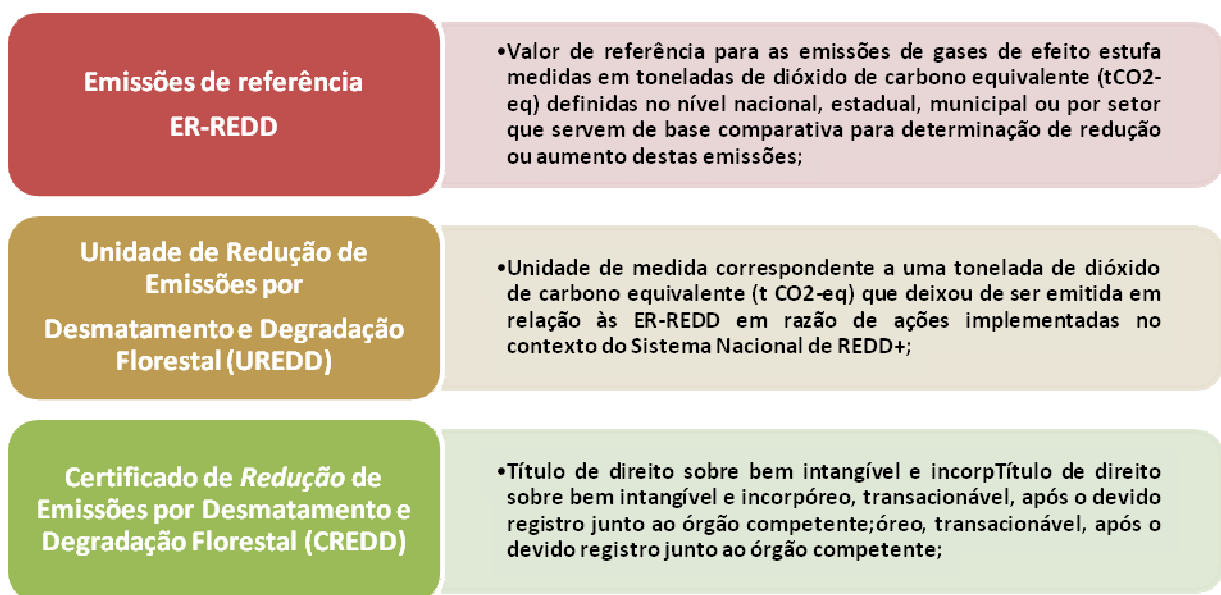 Emissões de referência
ER-REDD
•Valor de referência para as emissões de gases de efeito estufa
medidas em toneladas de dióxido de carbono equivalente (tCO2-
eq) definidas no nível nacional, estadual, municipal ou por setor
que servem de base comparativa para determinação de redução
ou aumento destas emissões;
Unidade de Redução de
Emissões por
Desmatamento e Degradação
Florestal (UREDD)
•Unidade de medida correspondente a uma tonelada de dióxido
de carbono equivalente (t CO2-eq) que deixou de ser emitida em
relação às ER-REDD em razão de ações implementadas no
contexto do Sistema Nacional de REDD+;
Certificado de Redução de
Emissões por Desmatamento e
Degradação Florestal (CREDD)
•Título de direito sobre bem intangível e incorpTítulo de direito
sobre bem intangível e incorpóreo, transacionável, após o devido
registro junto ao órgão competente;óreo, transacionável, após o
devido registro junto ao órgão competente;